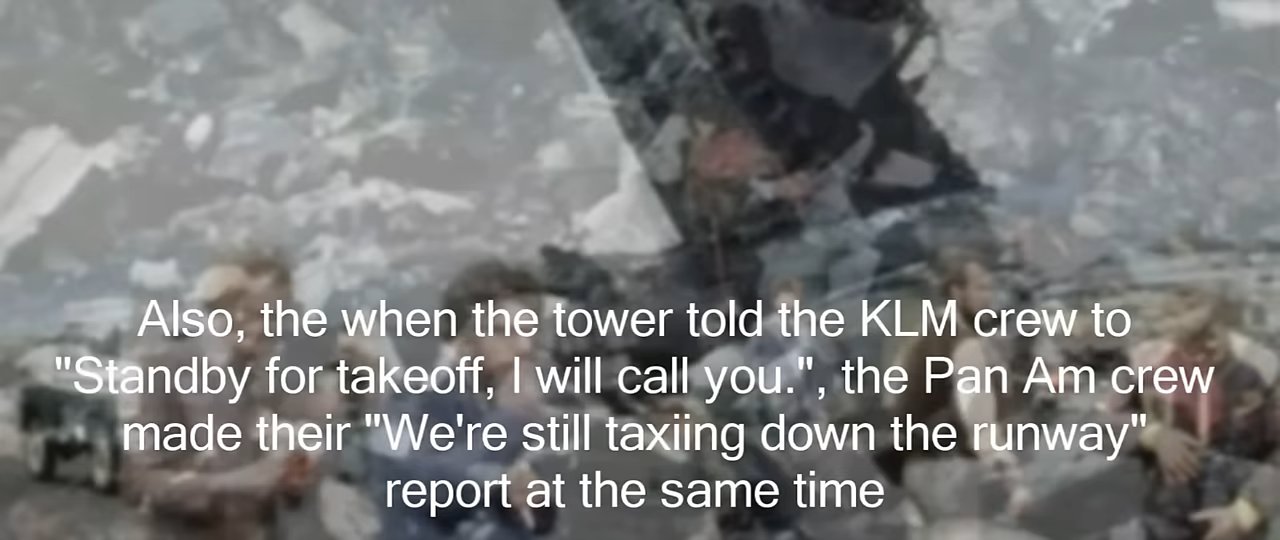 Also, the when the tower told the KLM crew to
"Standby for takeoff, I will call you.", the Pan Am crew
made their "We're still taxiing down the runway"
report at the same time